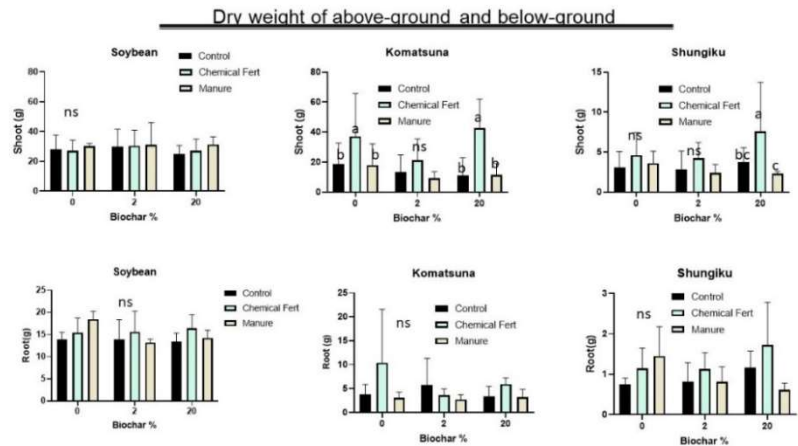 Dry weight of above-ground and below-ground
Soybean
Control
Chemical Fert
Manure
Shoot (g)
80
60
40
20
0
ns
0
2
20
Biochar %
Komatsuna
Control
Chemical Fert
Manure
Shoot (g)
80
60
40
20
0
b
a
b
ns
b
a
b
0
2
20
Biochar %
Shungiku
Control
Chemical Fert
Manure
Shoot (g)
15
10
5
0
ns
ns
bc
a
c
0
2
20
Biochar %
Soybean
Control
Chemical Fert
Manure
Root(g)
25
20
15
10
5
0
ns
0
2
20
Biochar %
Komatsuna
Control
Chemical Fert
Manure
Root (g)
25
20
15
10
5
0
ns
0
2
20
Biochar %
Shungiku
Control
Chemical Fert
Manure
Root(g)
3
2
1
0
ns
0
2
20
Biochar %